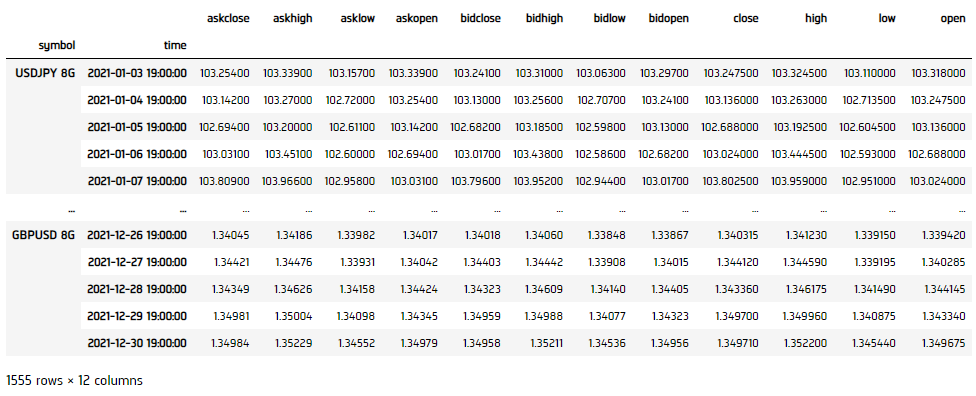 askclose askhigh asklow askopen bidclose bidhigh bidlow bidopen close high low open
symbol time
USDJPY 8G 2021-01-03 19:00:00 103.25400 103.33900 103.15700 103.33900 103.24100 103.31000 103.06300 103.29700 103.247500 103.324500 103.110000 103.318000
2021-01-04 19:00:00 103.14200 103.27000 102.72000 103.25400 103.13000 103.25600 102.70700 103.24100 103.136000 103.263000 102.713500 103.247500
2021-01-05 19:00:00 102.69400 103.20000 102.61100 103.14200 102.68200 103.18500 102.59800 103.13000 102.688000 103.192500 102.604500 103.136000
2021-01-06 19:00:00 103.03100 103.45100 102.60000 102.69400 103.01700 103.43800 102.58600 102.68200 103.024000 103.444500 102.593000 102.688000
2021-01-07 19:00:00 103.80900 103.96600 102.95800 103.03100 103.79600 103.95200 102.94400 103.01700 103.802500 103.959000 102.951000 103.024000
... ... ... ... ... ... ... ... ... ... ... ... ... ...
GBPUSD 8G 2021-12-26 19:00:00 1.34045 1.34186 1.33982 1.34017 1.34018 1.34060 1.33848 1.33867 1.340315 1.341230 1.339150 1.339420
2021-12-27 19:00:00 1.34421 1.34476 1.33931 1.34042 1.34403 1.34442 1.33908 1.34015 1.344120 1.344590 1.339195 1.340285
2021-12-28 19:00:00 1.34349 1.34626 1.34158 1.34424 1.34323 1.34609 1.34140 1.34405 1.343360 1.346175 1.341490 1.344145
2021-12-29 19:00:00 1.34981 1.35004 1.34098 1.34345 1.34959 1.34988 1.34077 1.34323 1.349700 1.349960 1.340875 1.343340
2021-12-30 19:00:00 1.34984 1.35229 1.34552 1.34979 1.34958 1.35211 1.34536 1.34956 1.349710 1.352200 1.345440 1.349675
1555 rows × 12 columns